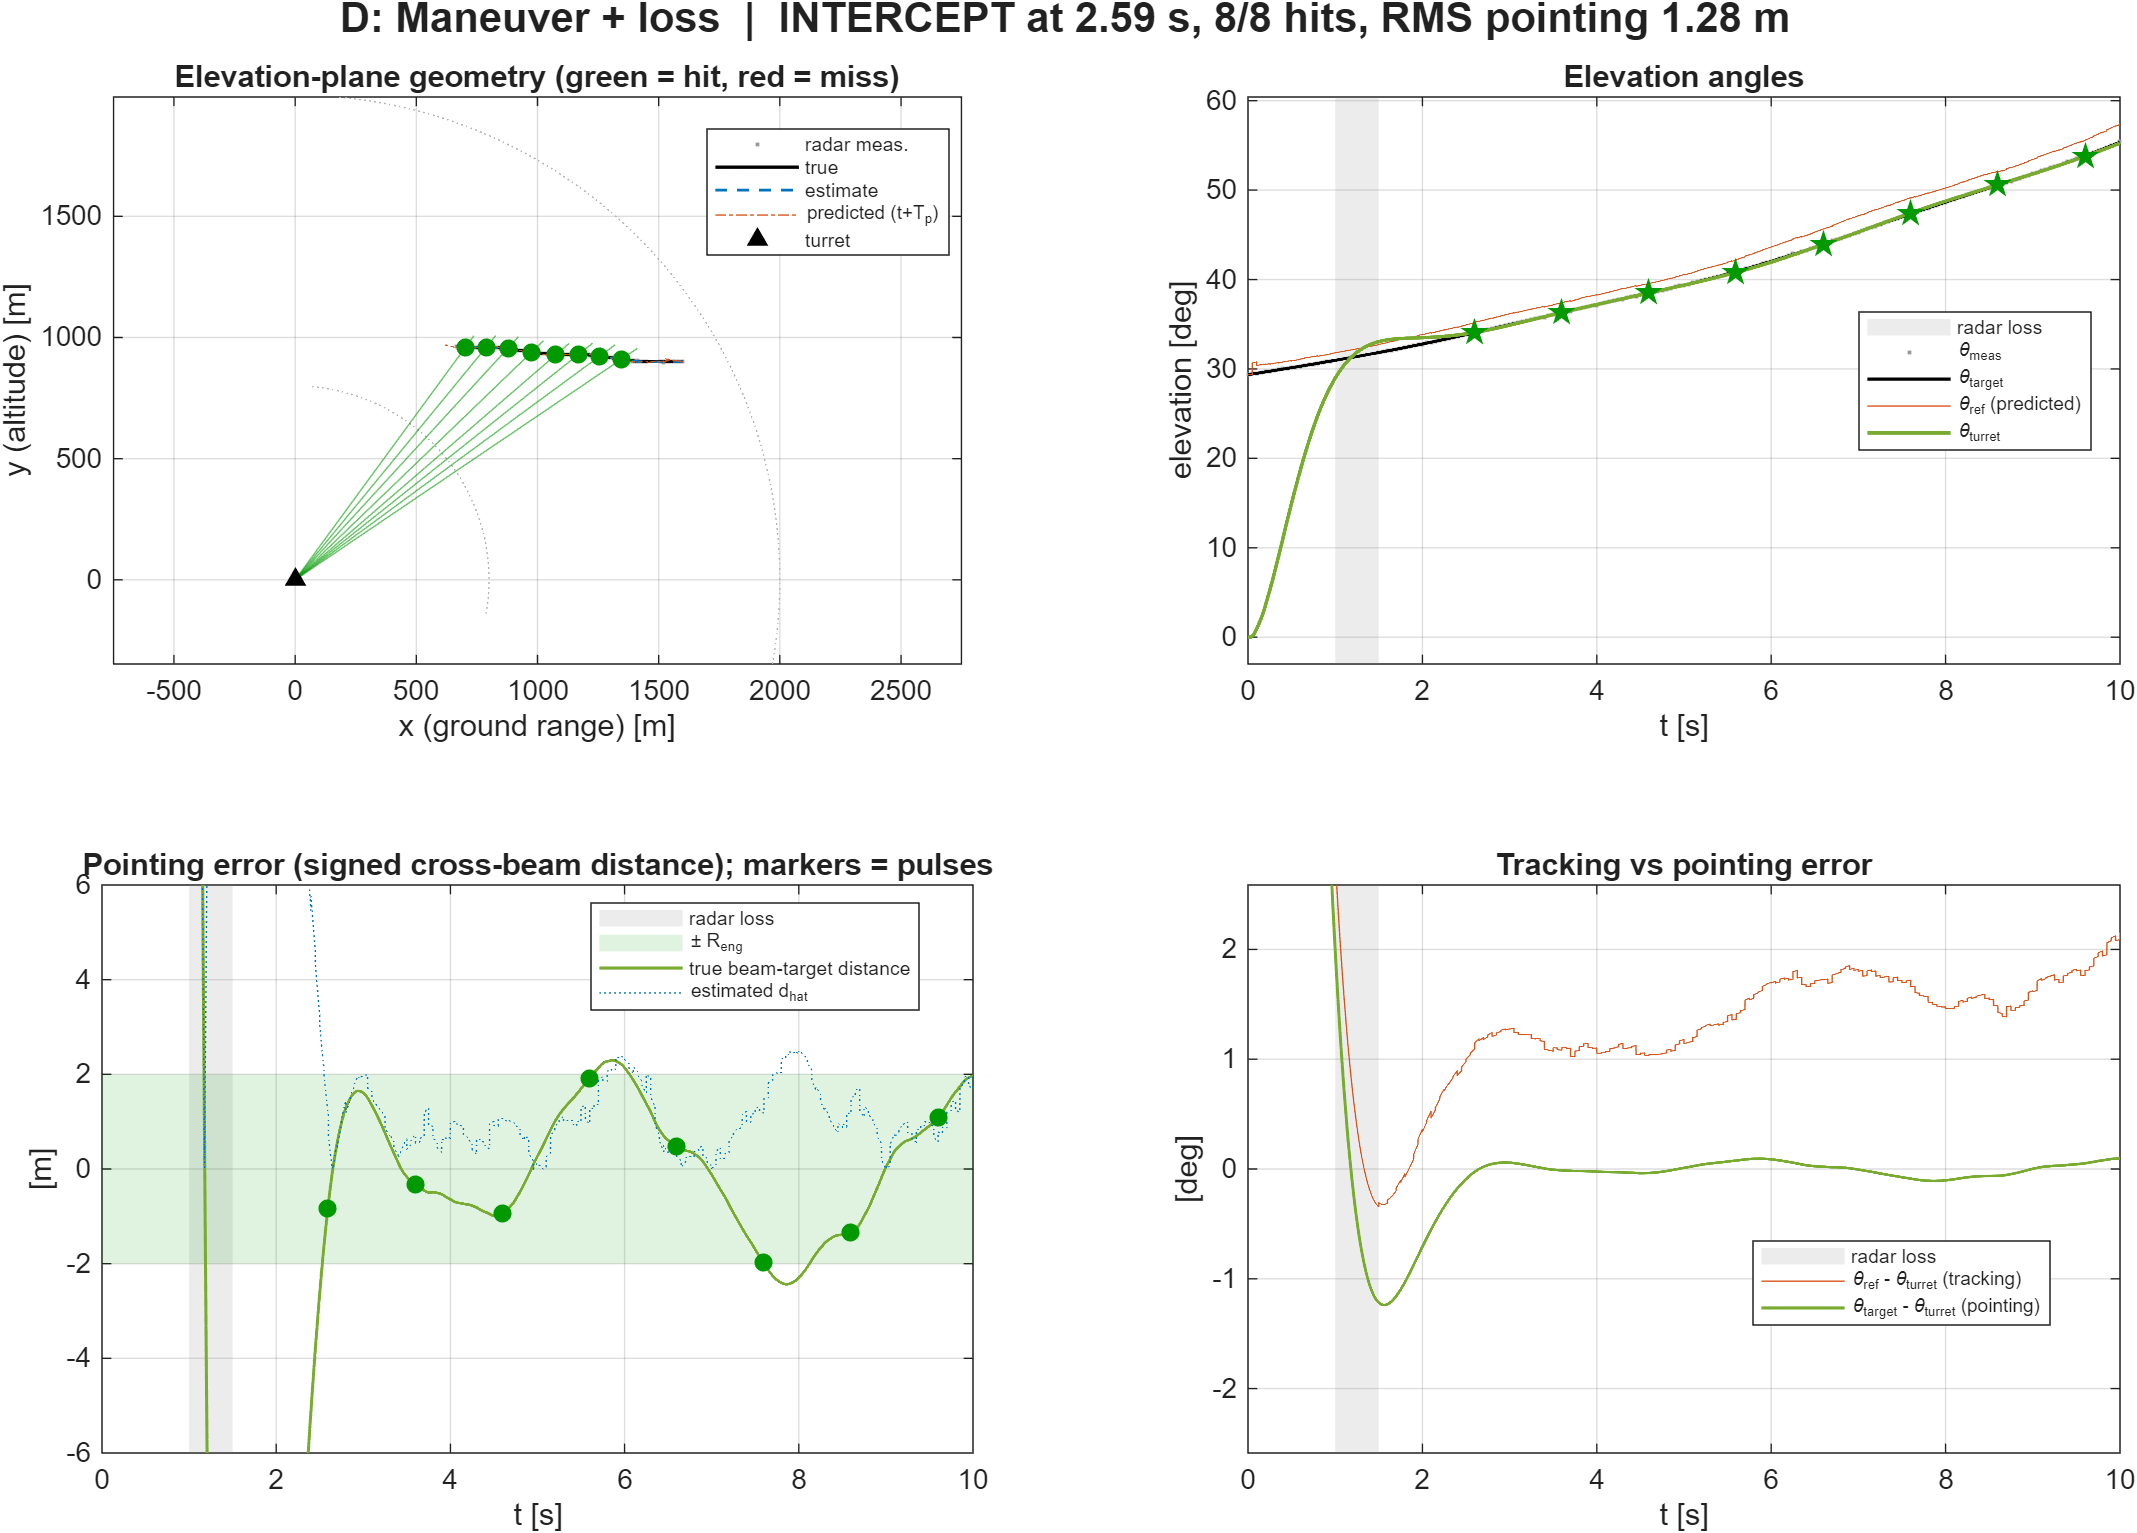 D: Maneuver + loss | INTERCEPT at 2.59 s, 8/8 hits, RMS pointing 1.28 m
Elevation-plane geometry (green = hit, red = miss)
radar meas.
true
estimate
predicted (t+Tp)
turret
1500
1000
500
0
y (altitude) [m]
-500 0 500 1000 1500 2000 2500
x (ground range) [m]
Elevation angles
60
50
40
30
20
10
0
elevation [deg]
radar loss
θmeas
θtarget
θref (predicted)
θturret
0 2 4 6 8 10
t [s]
Pointing error (signed cross-beam distance); markers = pulses
6
4
2
0
-2
-4
-6
[m]
radar loss
± Reng
true beam-target distance
estimated dhat
0 2 4 6 8 10
t [s]
Tracking vs pointing error
2
1
0
-1
-2
[deg]
radar loss
θref - θturret (tracking)
θtarget - θturret (pointing)
0 2 4 6 8 10
t [s]